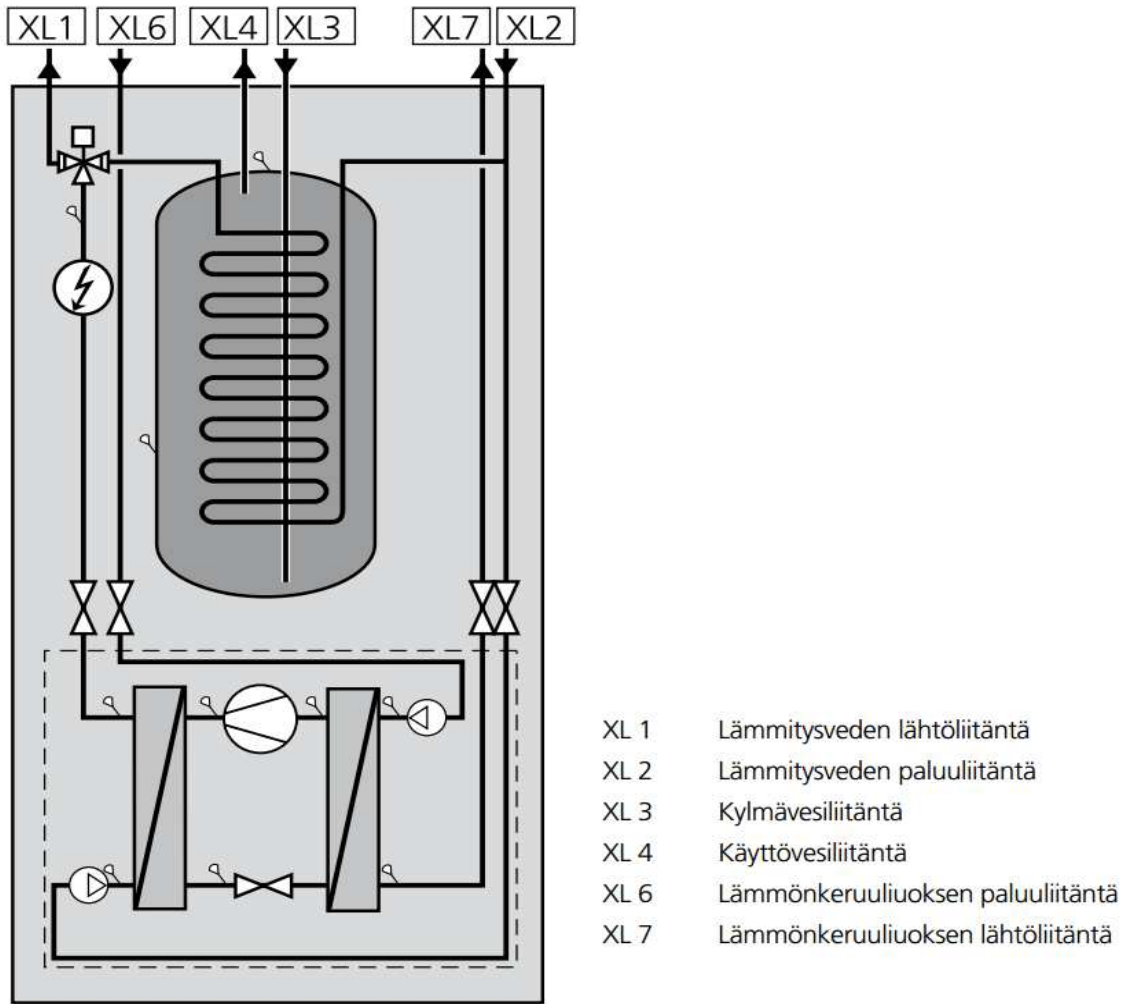 XL1 XL6 XL4 XL3 XL7 XL2
XL 1 Lämmitysveden lähtöliitäntä
XL 2 Lämmitysveden paluuliitäntä
XL 3 Kylmävesiliitäntä
XL 4 Käyttövesiliitäntä
XL 6 Lämmönkeruuliuoksen paluuliitäntä
XL 7 Lämmönkeruuliuoksen lähtöliitäntä